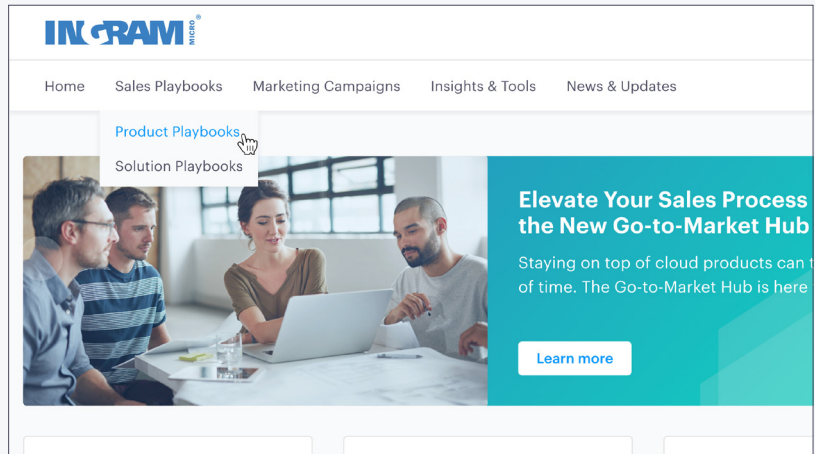 INGRAM MICRO®
Home Sales Playbooks Marketing Campaigns Insights & Tools News & Updates
Product Playbooks
Solution Playbooks
Elevate Your Sales Process
the New Go-to-Market Hub
Staying on top of cloud products can t
of time. The Go-to-Market Hub is here
Learn more